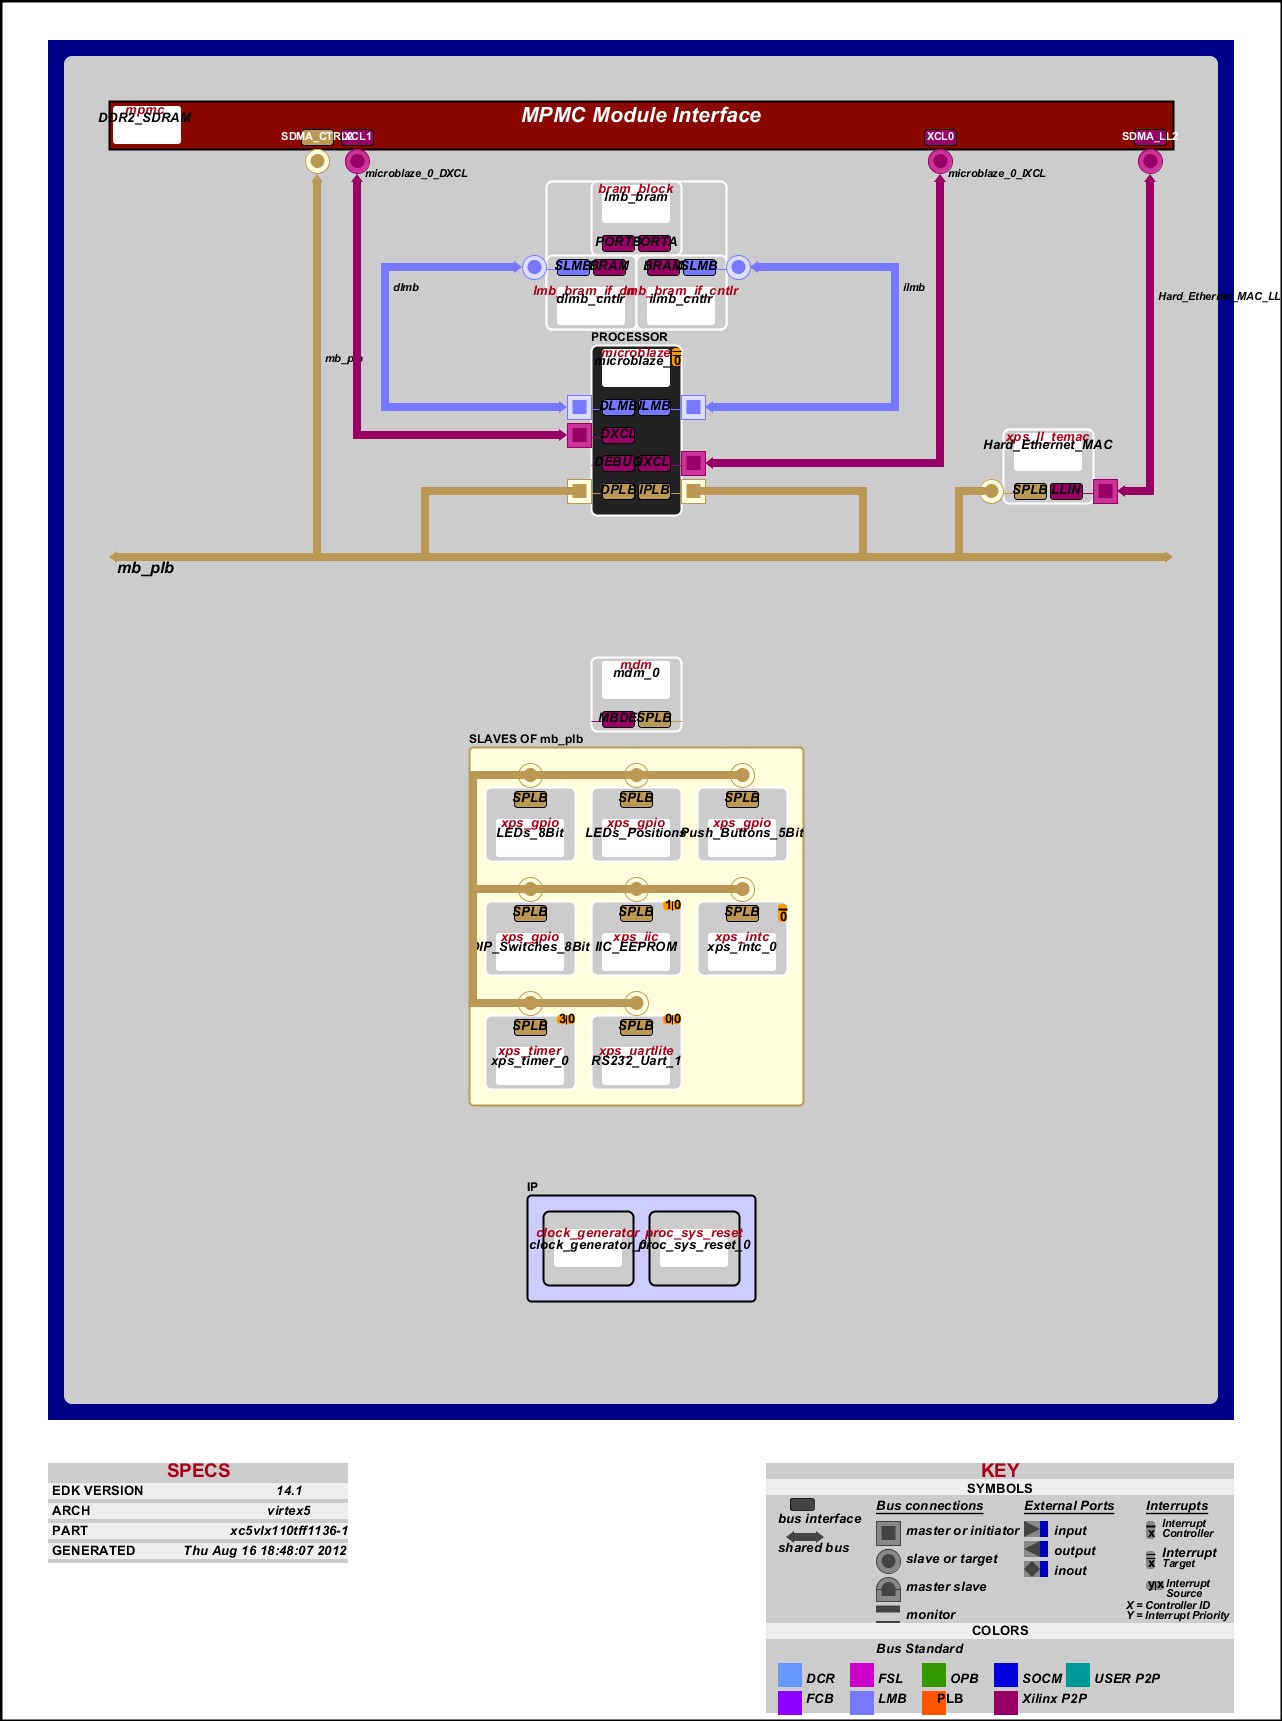 MPMC Module Interface
mpmc
DDR2_SDRAM
SDMA_CTRL2
XCL1
XCL0
SDMA_LL2
microblaze_0_DXCL
microblaze_0_IXCL
bram_block
lmb_bram
PORTB
PORTA
SLMB
BRAM
BRAM
SLMB
dlmb
lmb_bram_if_cntlr
dlmb_cntlr
lmb_bram_if_cntlr
ilmb_cntlr
ilmb
Hard_Ethernet_MAC_LL
PROCESSOR
mb_plb
microblaze
microblaze_0
DLMB
ILMB
DXCL
DEBUG
IXCL
DPLB
IPLB
xps_ll_temac
Hard_Ethernet_MAC
SPLB
LLIN
mb_plb
mdm
mdm_0
MBDE
SPLB
SLAVES OF mb_plb
SPLB
SPLB
SPLB
xps_gpio
xps_gpio
xps_gpio
LEDs_8Bit
LEDs_Positions
Push_Buttons_5Bit
SPLB
SPLB
1|0
SPLB
0
xps_gpio
xps_iic
xps_intc
DIP_Switches_8Bit
IIC_EEPROM
xps_intc_0
SPLB
3|0
SPLB
0|0
xps_timer
xps_uartlite
xps_timer_0
RS232_Uart_1
IP
clock_generator
proc_sys_reset
clock_generator_0
proc_sys_reset_0
SPECS
EDK VERSION 14.1
ARCH virtex5
PART xc5vlx110tff1136-1
GENERATED Thu Aug 16 18:48:07 2012
KEY
SYMBOLS
bus interface
shared bus
Bus connections
master or initiator
slave or target
master slave
monitor
External Ports
input
output
inout
Interrupts
x Interrupt
Controller
x Interrupt
Target
y|x Interrupt
Source
X = Controller ID
Y = Interrupt Priority
COLORS
Bus Standard
DCR FSL OPB SOCM USER P2P
FCB LMB PLB Xilinx P2P